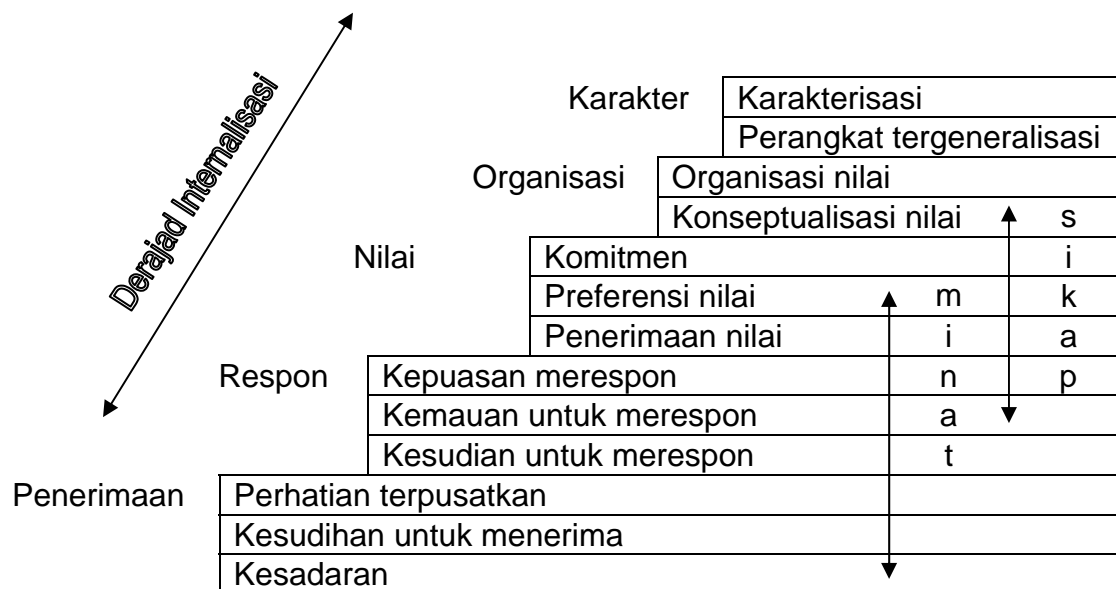 Derajad Internalisasi
Karakter Karakterisasi
Perangkat tergeneralisasi
Organisasi Organisasi nilai
Konseptualisasi nilai s
Nilai Komitmen i
Preferensi nilai m k
Penerimaan nilai i a
Respon Kepuasan merespon n p
Kemauan untuk merespon a
Kesudian untuk merespon t
Penerimaan Perhatian terpusatkan
Kesudihan untuk menerima
Kesadaran